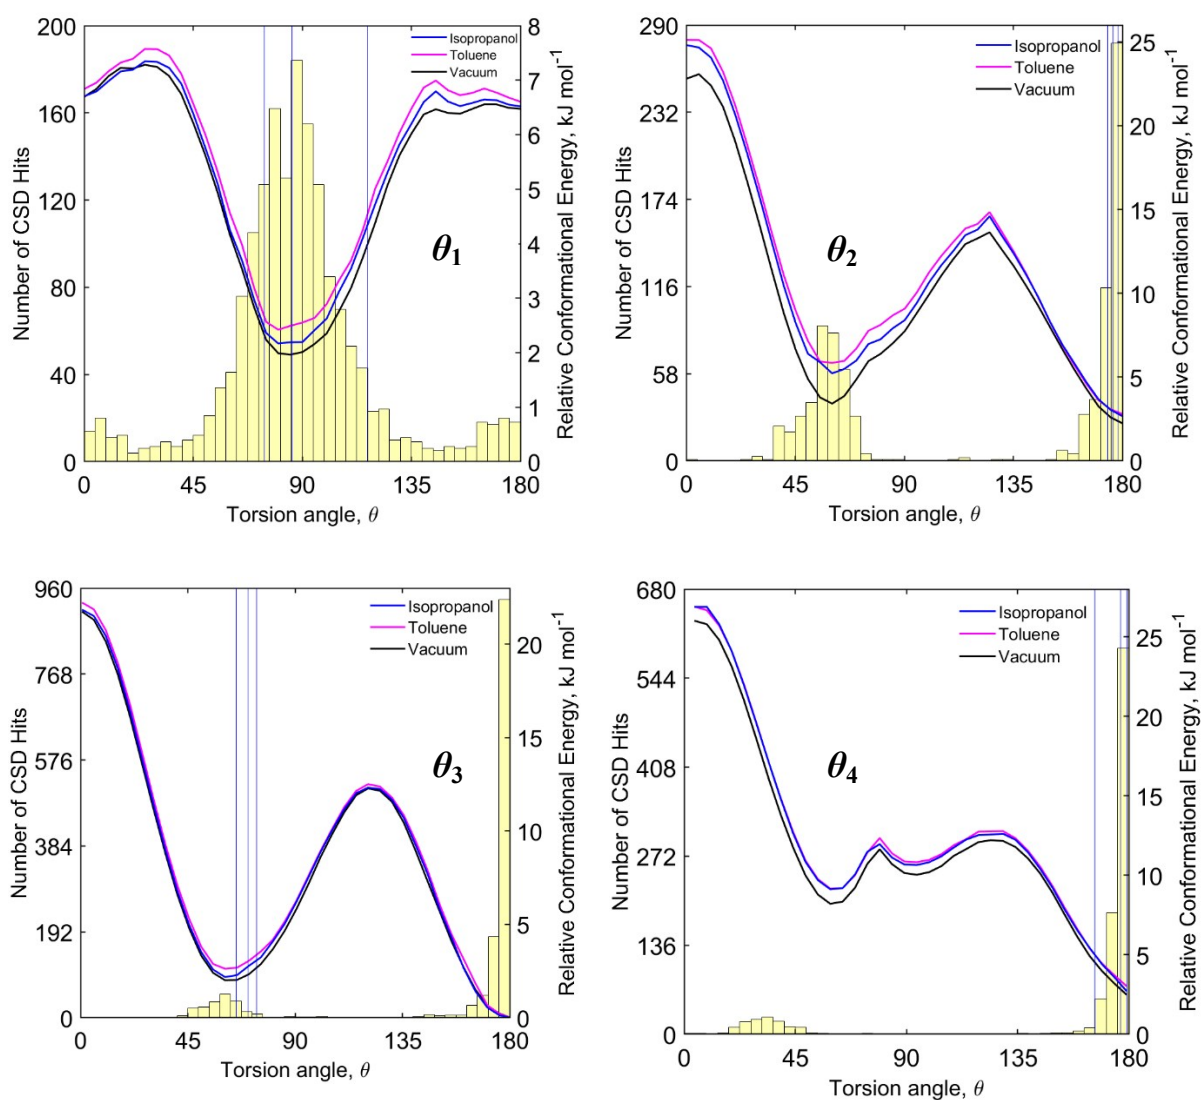 200
160
120
80
40
0
Number of CSD Hits
Isopropanol
Toluene
Vacuum
θ1
8
7
6
5
4
3
2
1
0
Relative Conformational Energy, kJ mol⁻¹
0 45 90 135 180
Torsion angle, θ
290
232
174
116
58
0
Number of CSD Hits
Isopropanol
Toluene
Vacuum
θ2
25
20
15
10
5
0
Relative Conformational Energy, kJ mol⁻¹
0 45 90 135 180
Torsion angle, θ
960
768
576
384
192
0
Number of CSD Hits
Isopropanol
Toluene
Vacuum
θ3
20
15
10
5
0
Relative Conformational Energy, kJ mol⁻¹
0 45 90 135 180
Torsion angle, θ
680
544
408
272
136
0
Number of CSD Hits
Isopropanol
Toluene
Vacuum
θ4
25
20
15
10
5
0
Relative Conformational Energy, kJ mol⁻¹
0 45 90 135 180
Torsion angle, θ